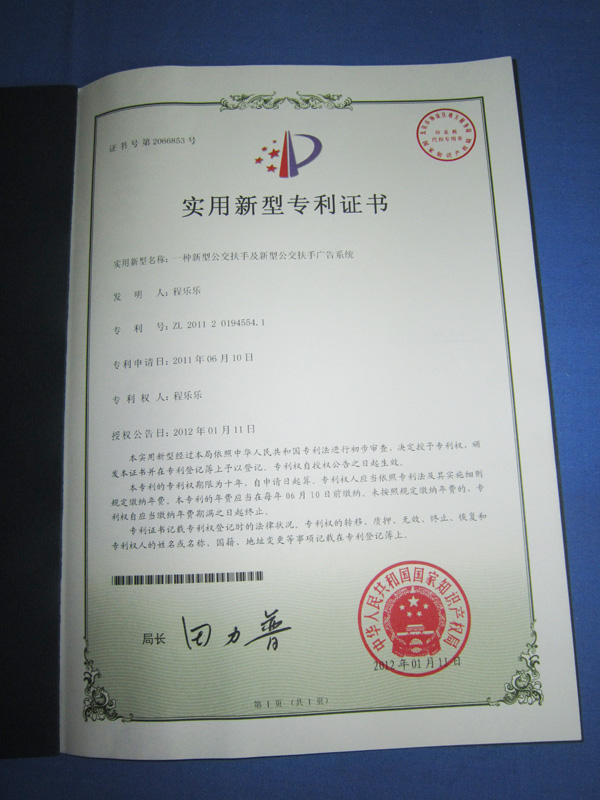 证书号第2066853号
实用新型专利证书
实用新型名称：一种新型公交扶手及新型公交扶手广告系统
发明人：程乐乐
专利号：ZL 2011 2 0194554.1
专利申请日：2011年06月10日
专利权人：程乐乐
授权公告日：2012年01月11日
本实用新型经过本局依照中华人民共和国专利法进行初步审查，决定授予专利权，颁
发本证书并在专利登记簿上予以登记。专利权自授权公告之日起生效。
本专利的专利权期限为十年，自申请日起算。专利权人应当依照专利法及其实施细则
规定缴纳年费。本专利的年费应当在每年06月10日前缴纳。未按照规定缴纳年费的，专
利权自应当缴纳年费期满之日起终止。
专利证书记载专利权登记时的法律状况。专利权的转移、质押、无效、终止、恢复和
专利权人的姓名或名称、国籍、地址变更等事项记载在专利登记簿上。
局长 田力普
中华人民共和国国家知识产权局
2012年01月11日
第1页（共1页）